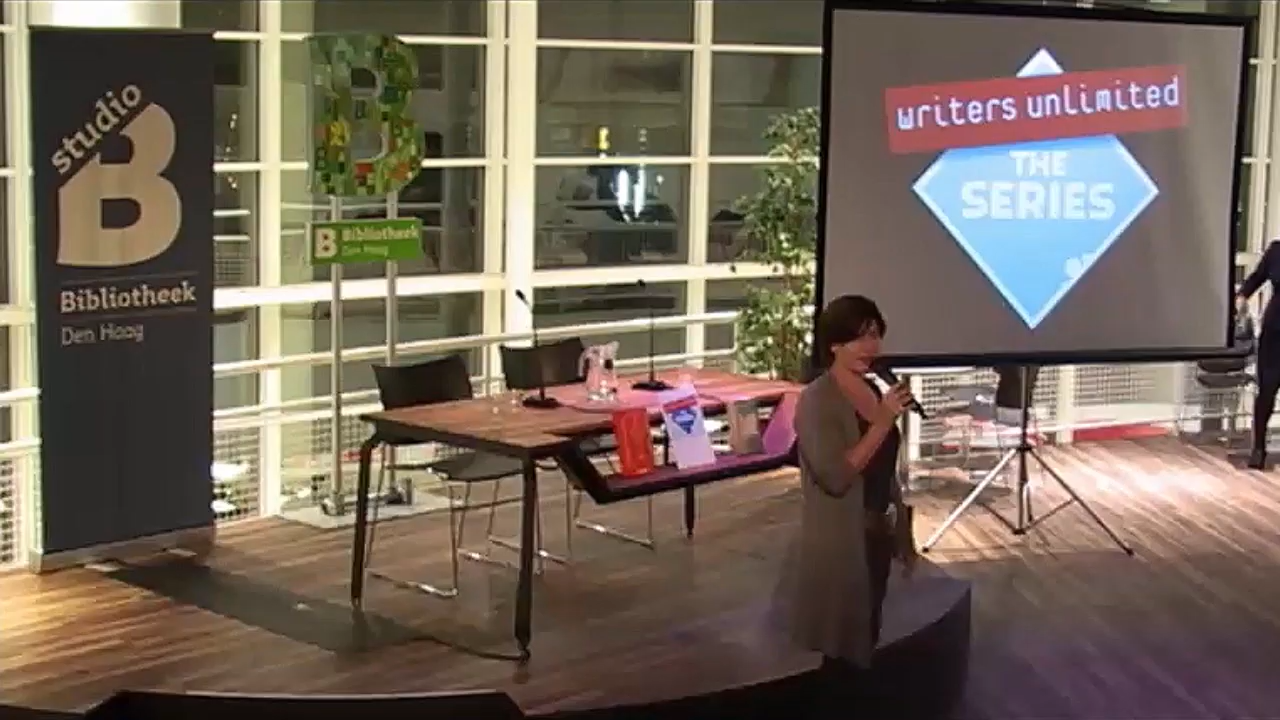 studio
B
Bibliotheek
Den Haag
B
B
B Bibliotheek
Den Haag
writers unlimited
THE
SERIES